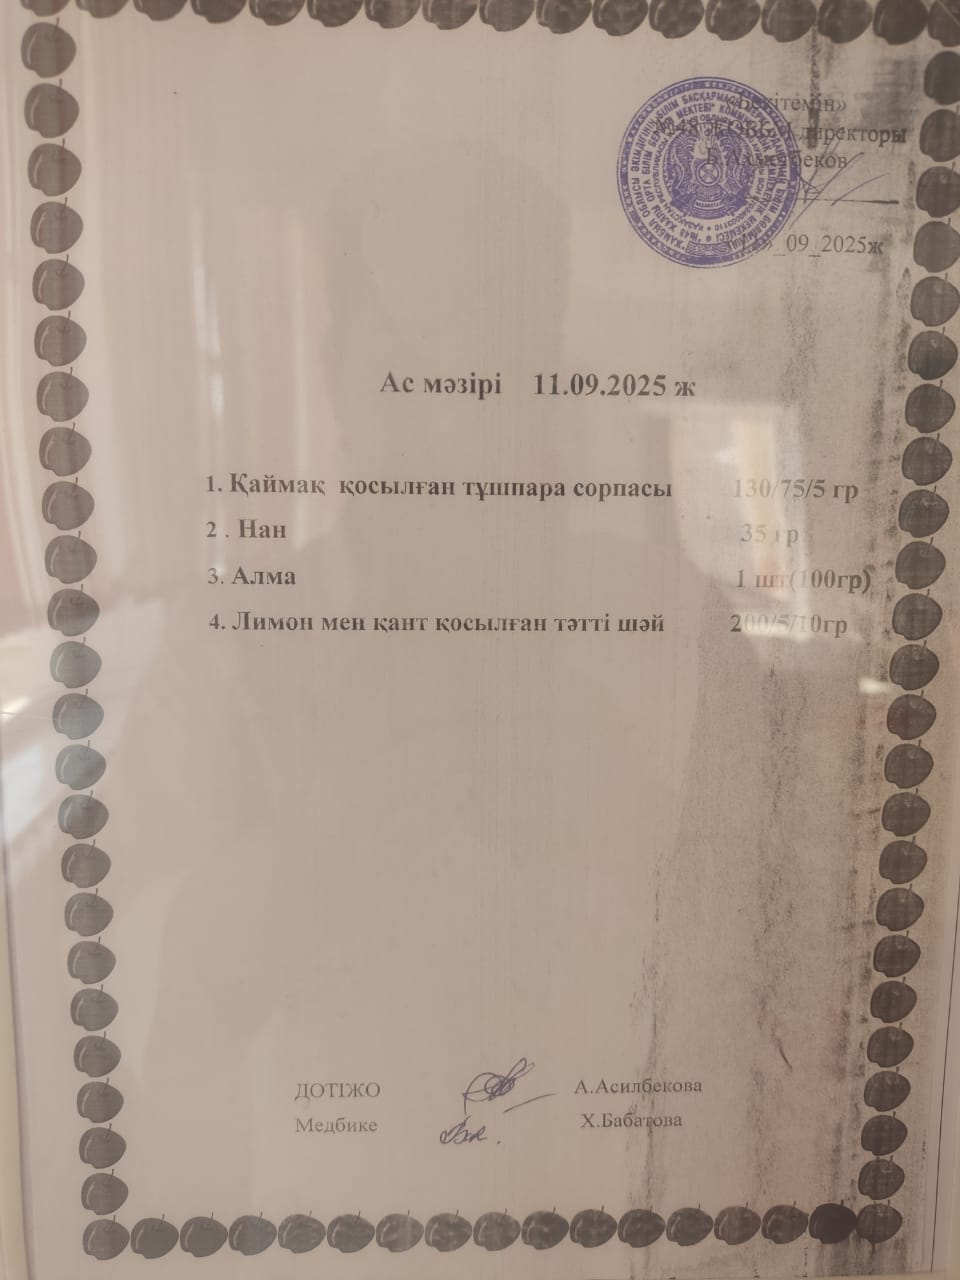 «Бекітемін»
директоры
_09_2025ж
Ас мәзірі 11.09.2025 ж
1. Қаймақ қосылған тұшпара сорпасы 130/75/5 гр
2 . Нан 35 гр
3. Алма 1 шт(100гр)
4. Лимон мен қант қосылған тәтті шәй 200/5/10гр
ДОТІЖО А.Асилбекова
Медбике Х.Бабатова